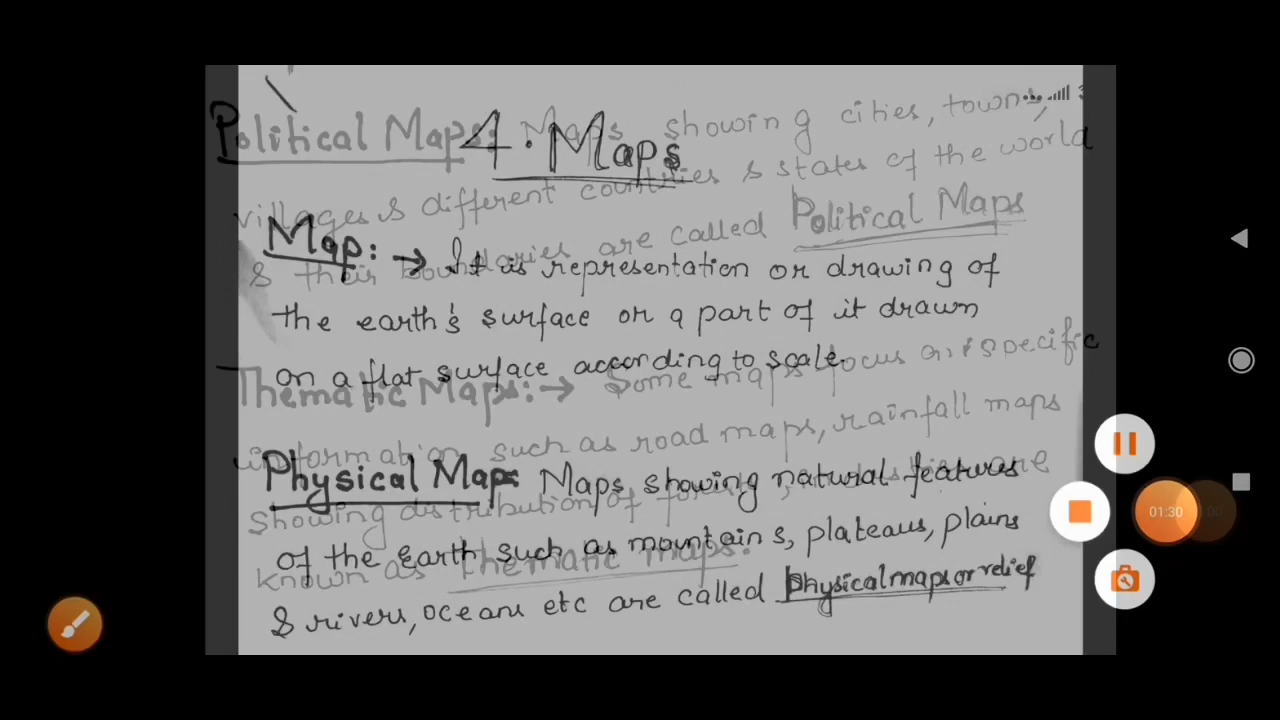 4. Maps
Map: → It is representation or drawing of
the earth's surface or a part of it drawn
on a flat surface according to scale.
Physical Map: Maps showing natural features
of the earth such as mountains, plateaus, plains
& rivers, oceans etc are called Physical maps or relief
Political Maps: Maps showing cities, towns,
villages & different countries & states of the world
& their boundaries are called Political Maps
Thematic Maps: → Some maps focus on specific
information such as road maps, rainfall maps
showing distribution of are
known as thematic maps.
01:30